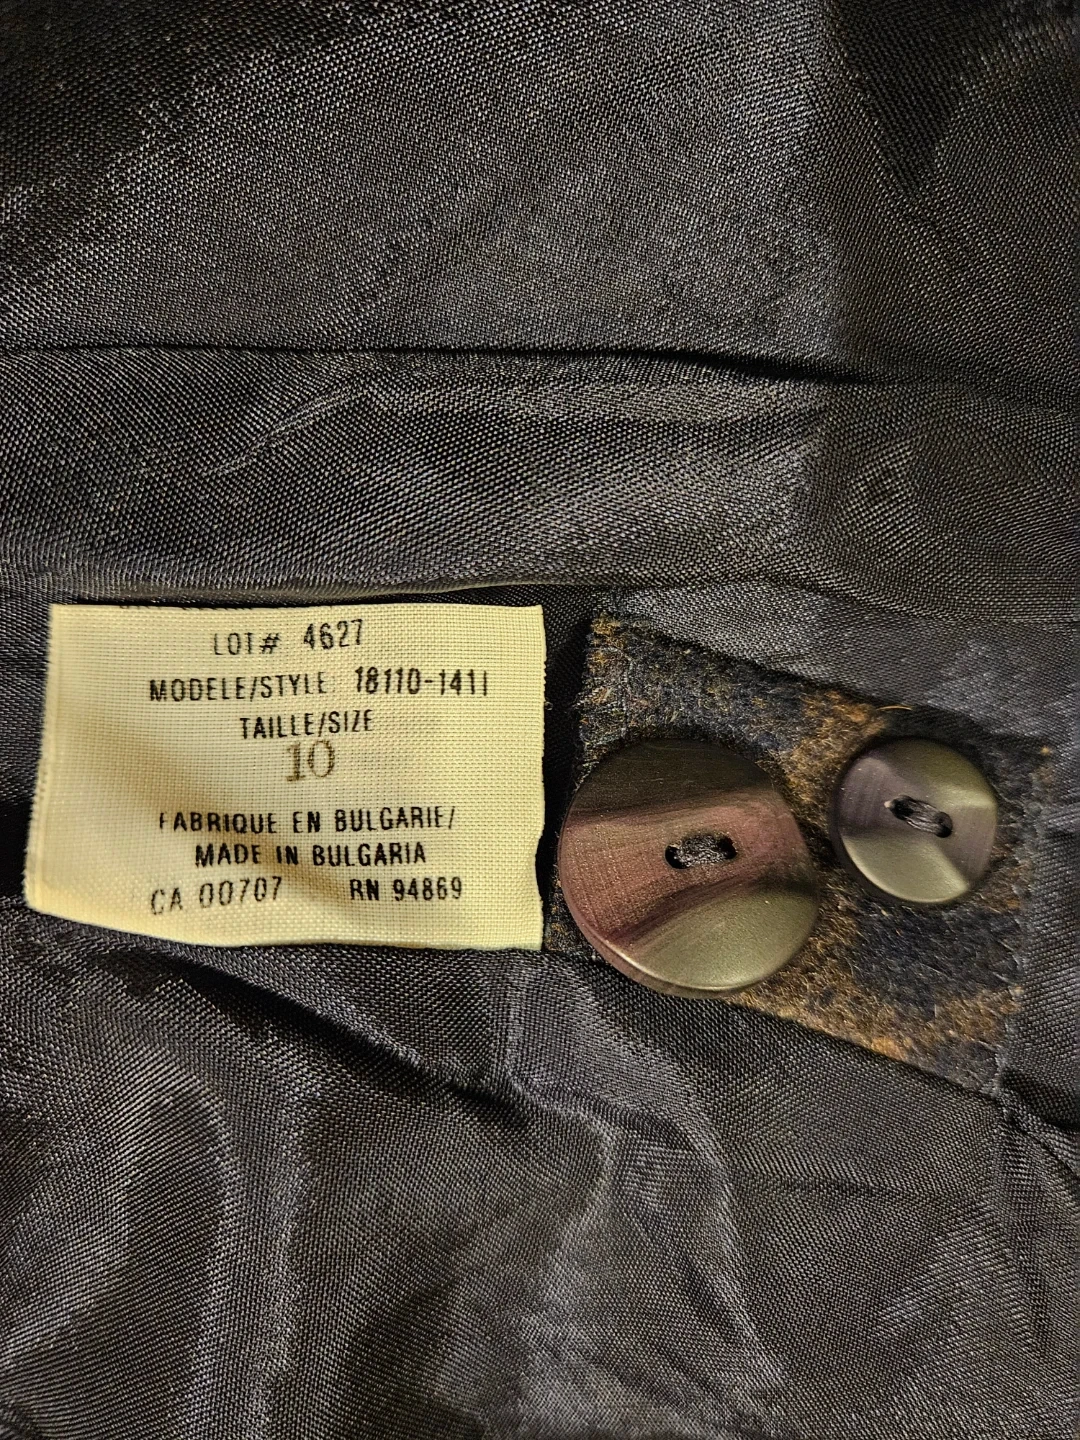 LOT# 4627
MODELE/STYLE 18110-1411
TAILLE/SIZE
10
FABRIQUE EN BULGARIE/
MADE IN BULGARIA
CA 00707 RN 94869